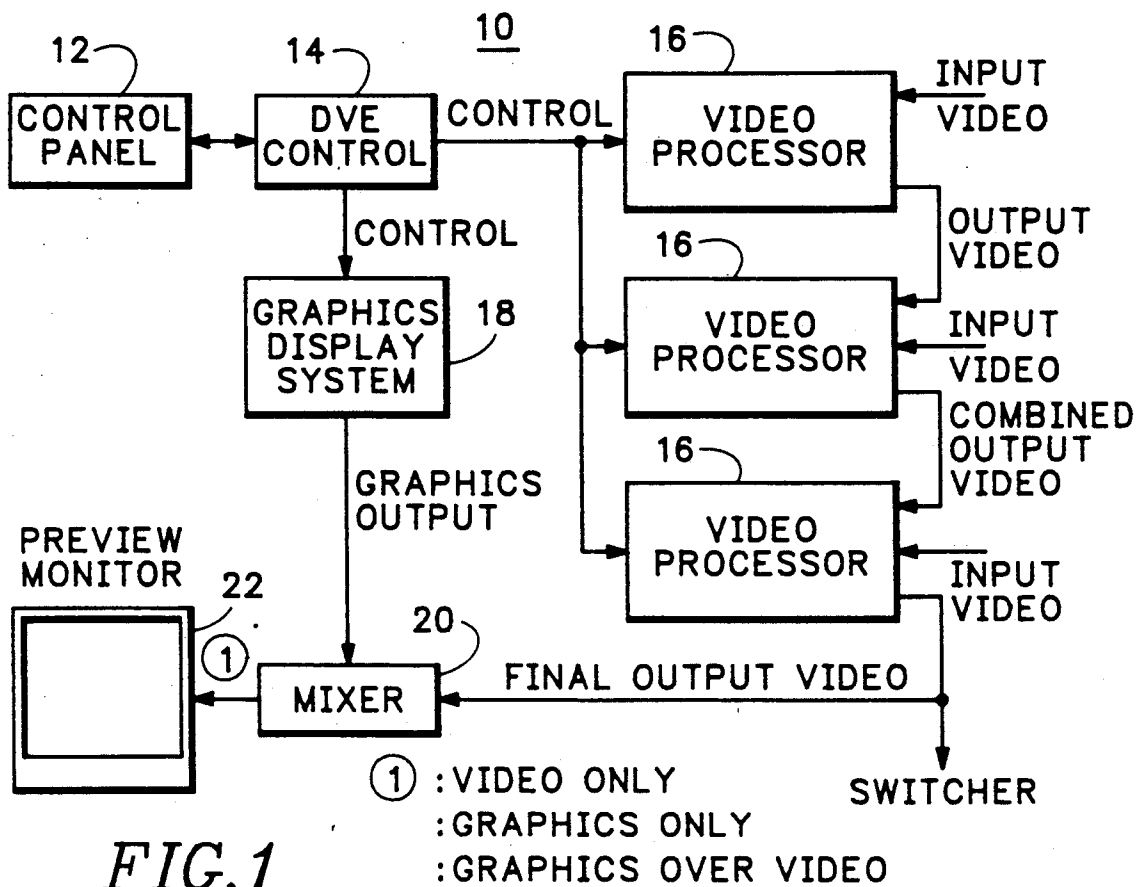 10
12
CONTROL
PANEL
14
DVE
CONTROL
CONTROL
16
VIDEO
PROCESSOR
INPUT
VIDEO
OUTPUT
VIDEO
CONTROL
16
VIDEO
PROCESSOR
INPUT
VIDEO
GRAPHICS
DISPLAY
SYSTEM
18
COMBINED
OUTPUT
VIDEO
16
VIDEO
PROCESSOR
INPUT
VIDEO
GRAPHICS
OUTPUT
PREVIEW
MONITOR
22
1
20
MIXER
FINAL OUTPUT VIDEO
SWITCHER
1 :VIDEO ONLY
:GRAPHICS ONLY
:GRAPHICS OVER VIDEO
FIG.1